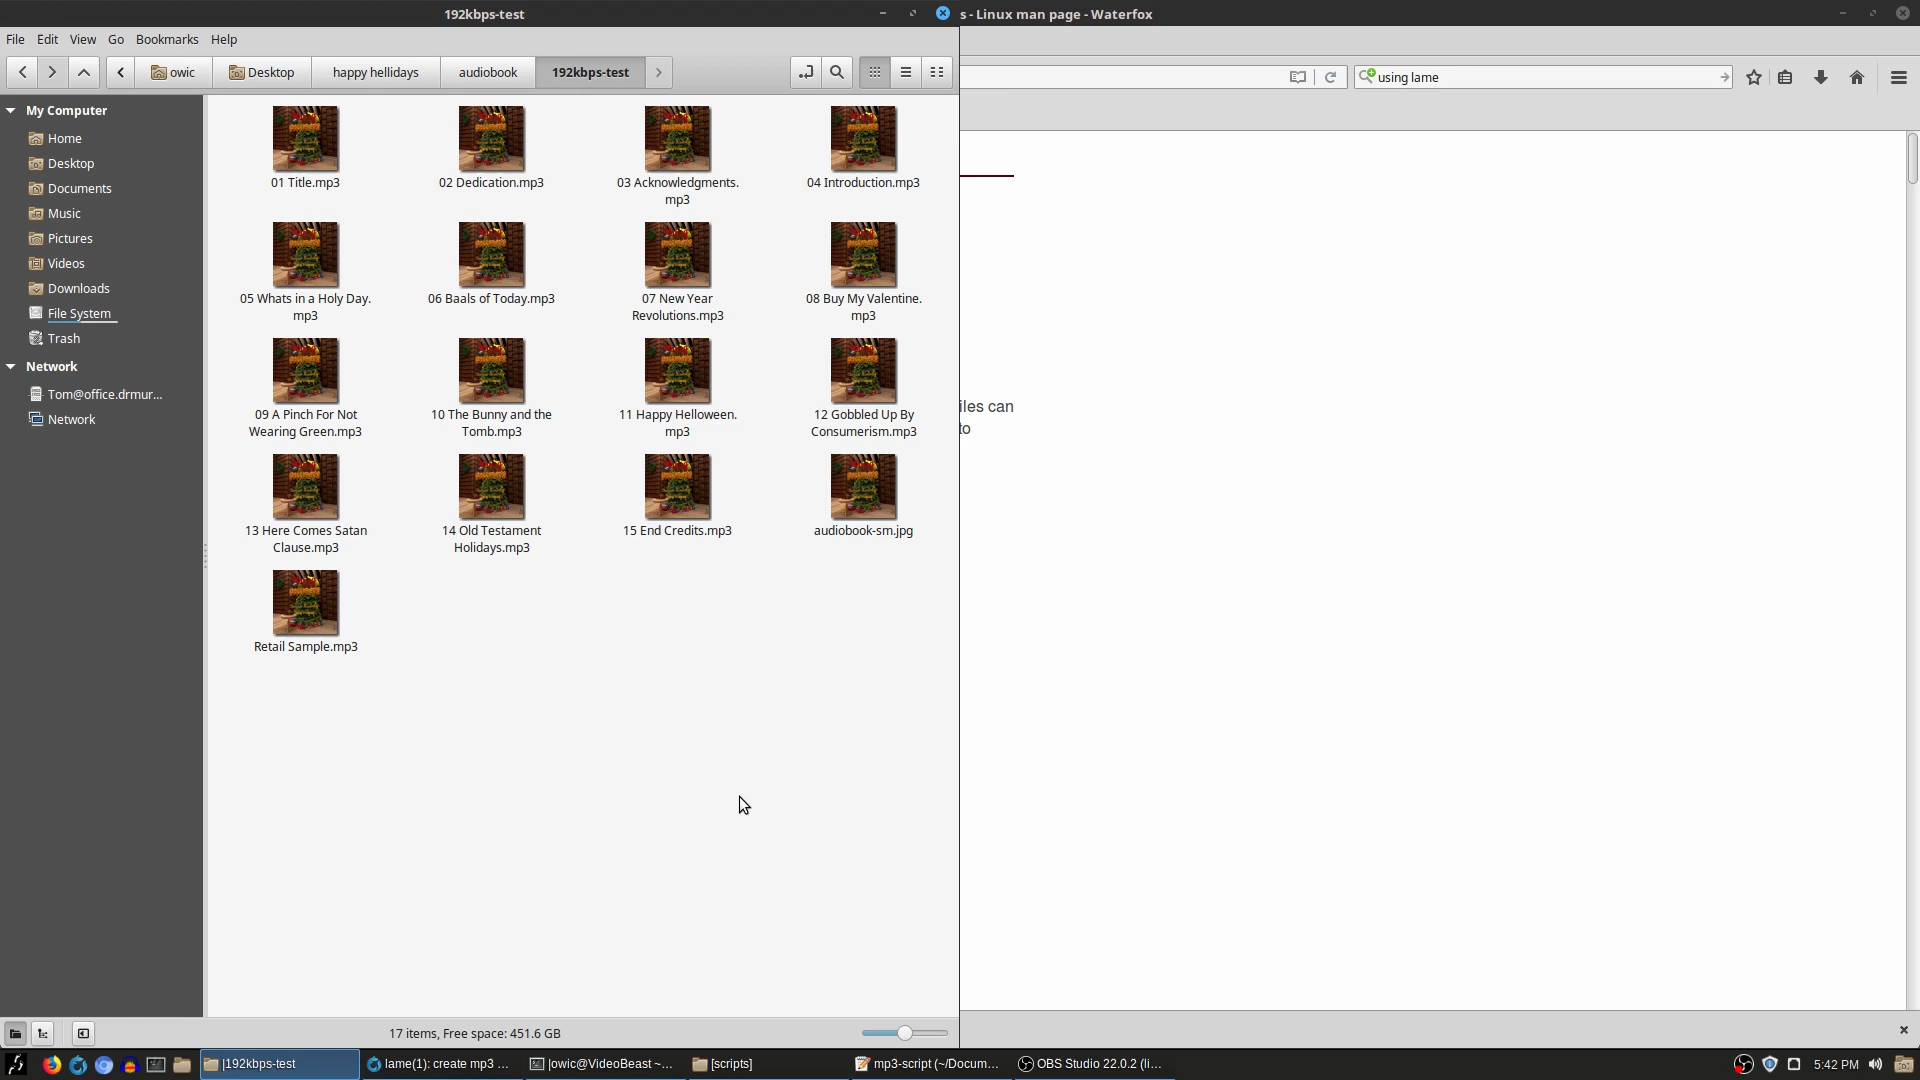 192kbps-test
s - Linux man page - Waterfox
File Edit View Go Bookmarks Help
owic
Desktop
happy hellidays
audiobook
192kbps-test
using lame
My Computer
Home
Desktop
Documents
Music
Pictures
Videos
Downloads
File System
Trash
Network
Tom@office.drmur...
Network
01 Title.mp3
02 Dedication.mp3
03 Acknowledgments.
mp3
04 Introduction.mp3
05 Whats in a Holy Day.
mp3
06 Baals of Today.mp3
07 New Year
Revolutions.mp3
08 Buy My Valentine.
mp3
09 A Pinch For Not
Wearing Green.mp3
10 The Bunny and the
Tomb.mp3
11 Happy Helloween.
mp3
12 Gobbled Up By
Consumerism.mp3
13 Here Comes Satan
Clause.mp3
14 Old Testament
Holidays.mp3
15 End Credits.mp3
audiobook-sm.jpg
Retail Sample.mp3
iles can
to
17 items, Free space: 451.6 GB
|192kbps-test
lame(1): create mp3 ...
|owic@VideoBeast ~...
[scripts]
mp3-script (~/Docum...
OBS Studio 22.0.2 (li...
5:42 PM